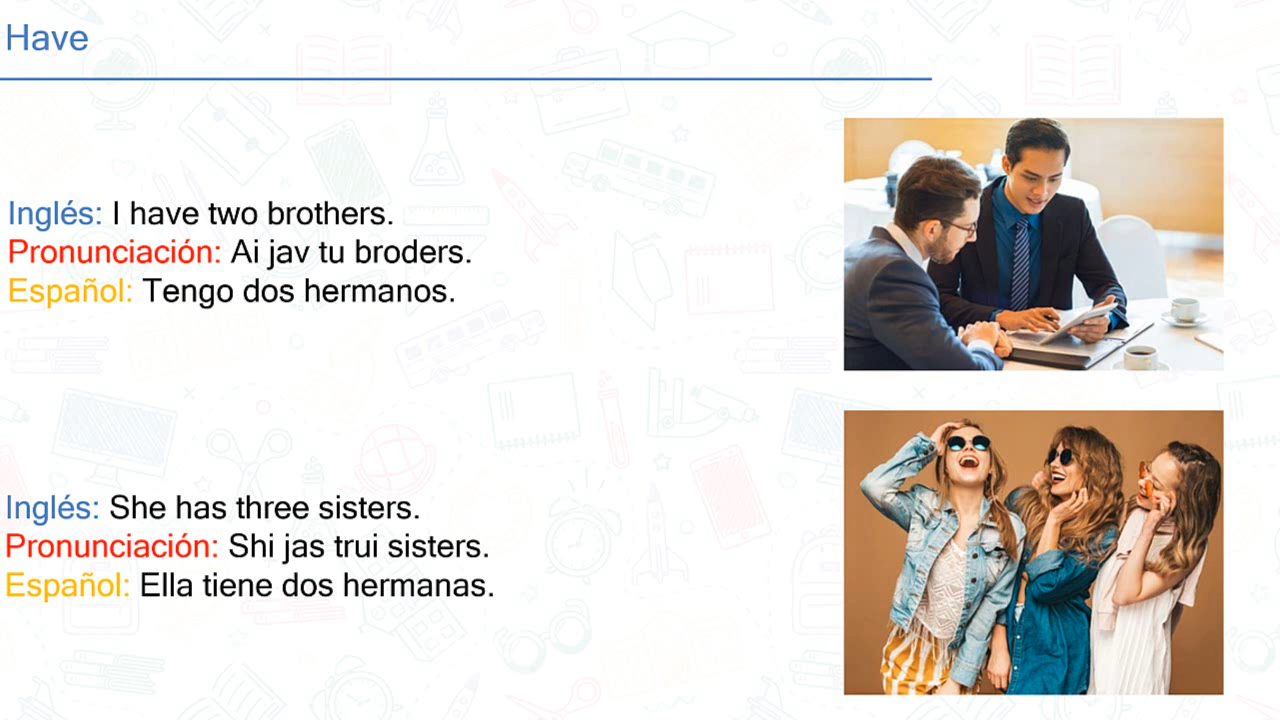 Have
Inglés: I have two brothers.
Pronunciación: Ai jav tu broders.
Español: Tengo dos hermanos.
Inglés: She has three sisters.
Pronunciación: Shi jas trui sisters.
Español: Ella tiene dos hermanas.